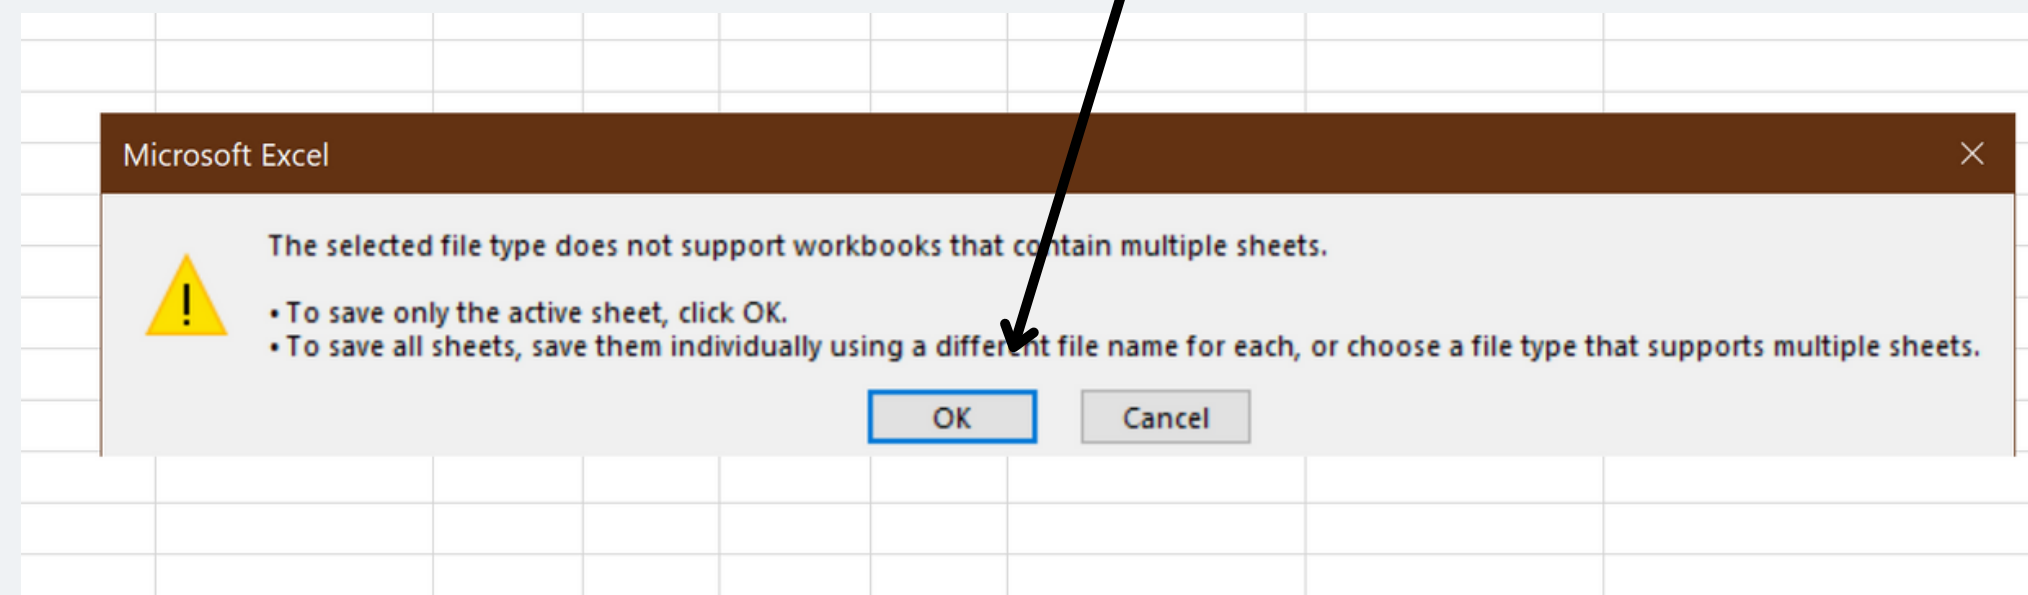 Microsoft Excel
The selected file type does not support workbooks that contain multiple sheets.
• To save only the active sheet, click OK.
• To save all sheets, save them individually using a different file name for each, or choose a file type that supports multiple sheets.
OK Cancel